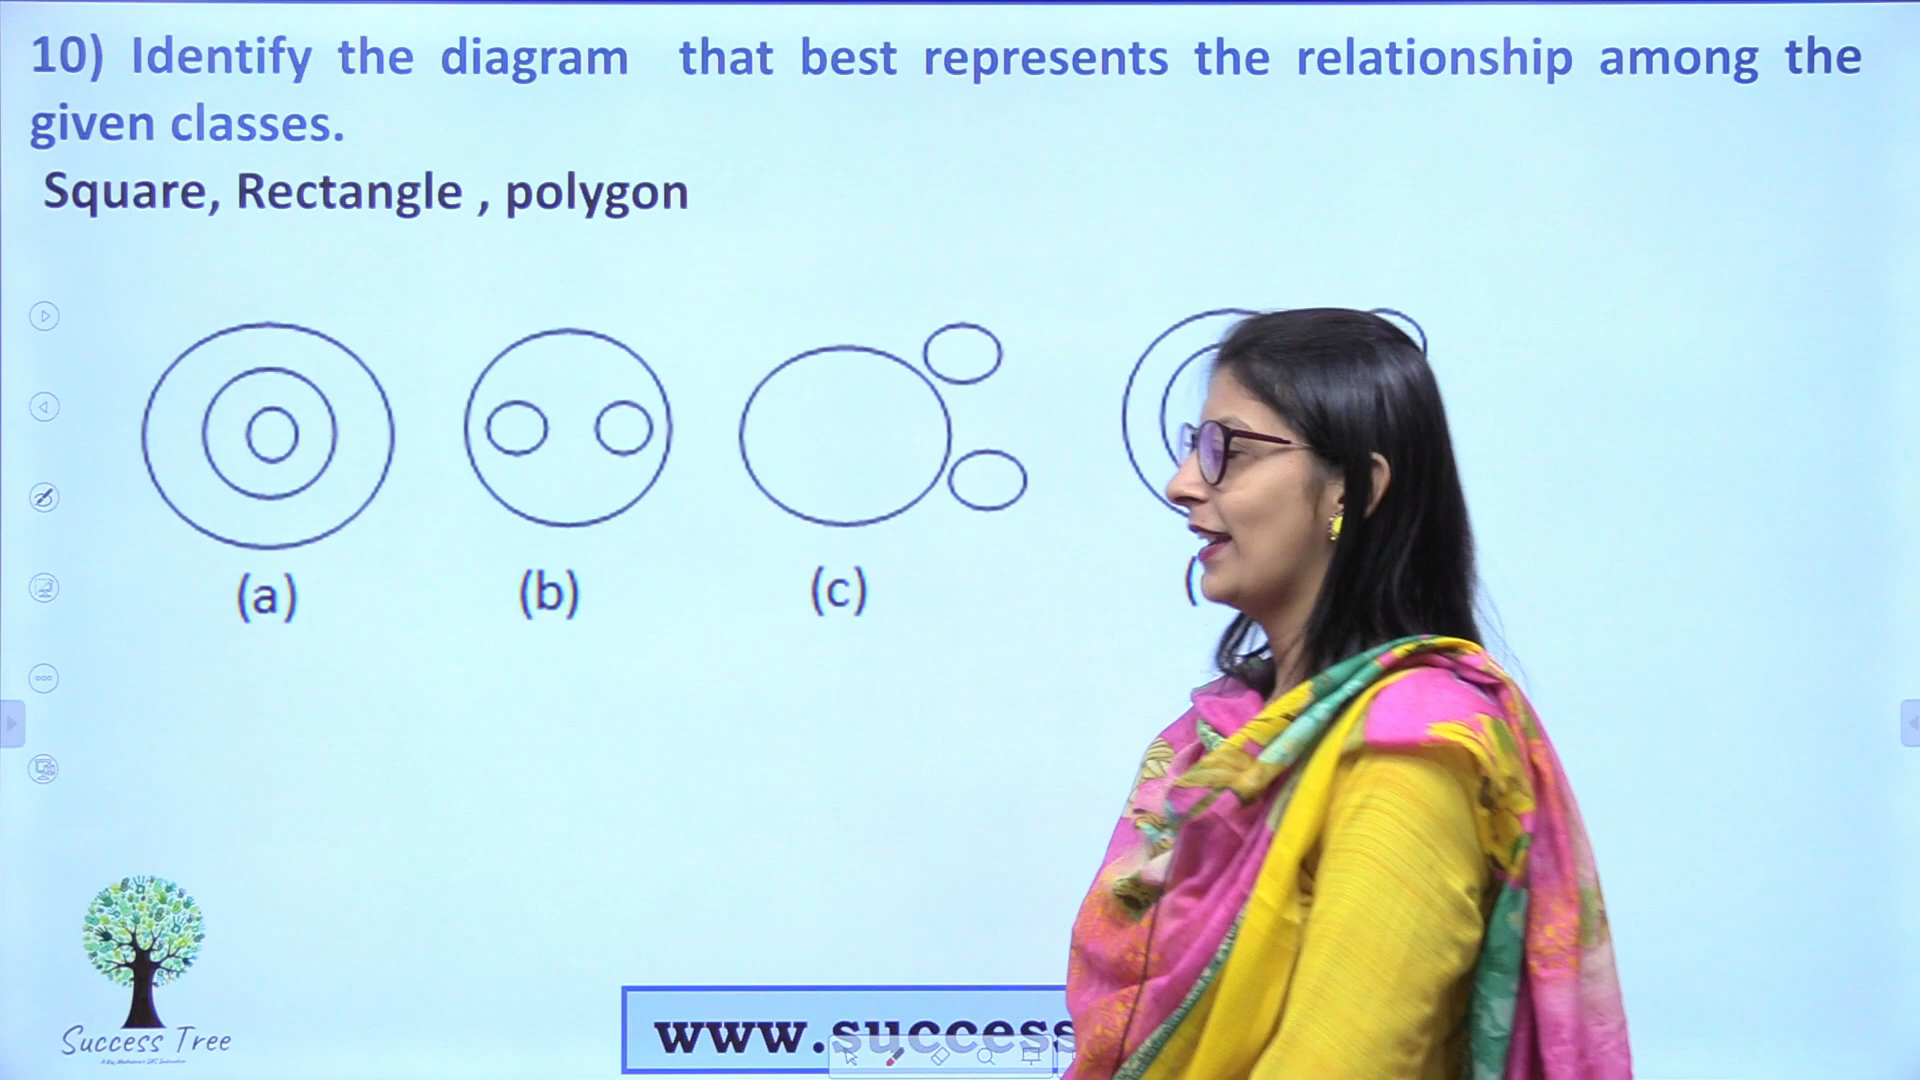 10) Identify the diagram that best represents the relationship among the
given classes.
Square, Rectangle , polygon
(a)
(b)
(c)
(
Success Tree
www.success